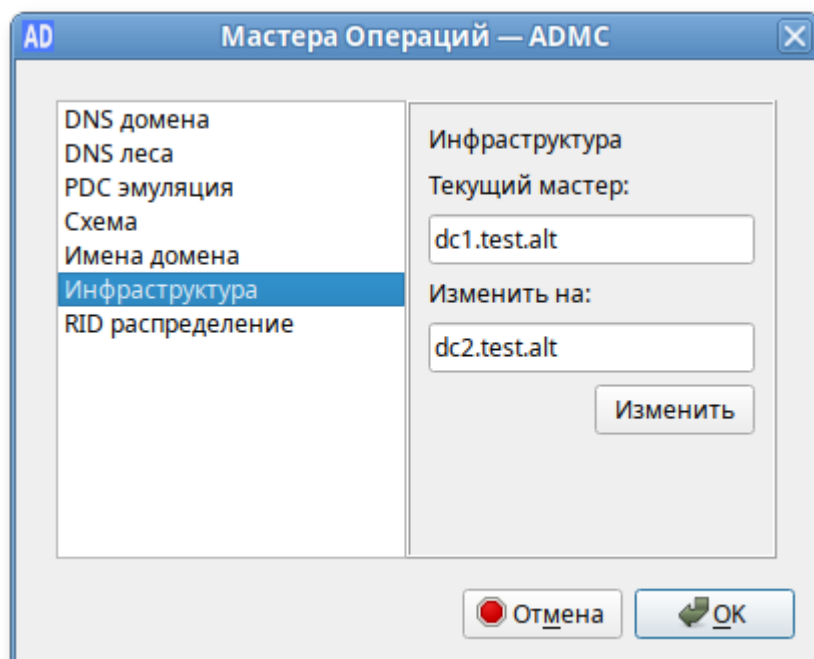 AD
Мастера Операций — ADMC
DNS домена
DNS леса
PDC эмуляция
Схема
Имена домена
Инфраструктура
RID распределение
Инфраструктура
Текущий мастер:
dc1.test.alt
Изменить на:
dc2.test.alt
Изменить
Отмена
OK